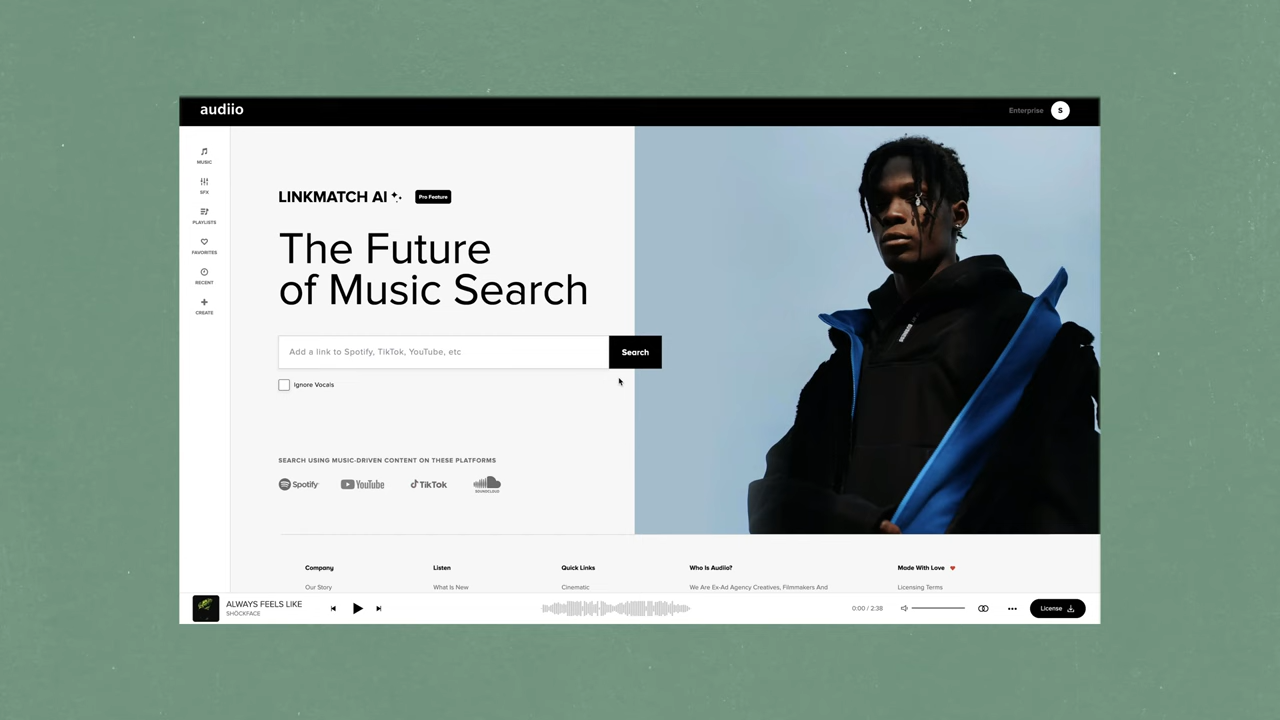 audiio
Enterprise
S
MUSIC
SFX
PLAYLISTS
FAVORITES
RECENT
CREATE
LINKMATCH AI
Pro Feature
The Future
of Music Search
Add a link to Spotify, TikTok, YouTube, etc
Search
Ignore Vocals
SEARCH USING MUSIC-DRIVEN CONTENT ON THESE PLATFORMS
Spotify
YouTube
TikTok
SOUNDCLOUD
Company
Listen
Quick Links
Who Is Audiio?
Made With Love
Our Story
What Is New
Cinematic
We Are Ex-Ad Agency Creatives, Filmmakers And
Licensing Terms
ALWAYS FEELS LIKE
SHOCKFACE
0:00 / 2:38
License